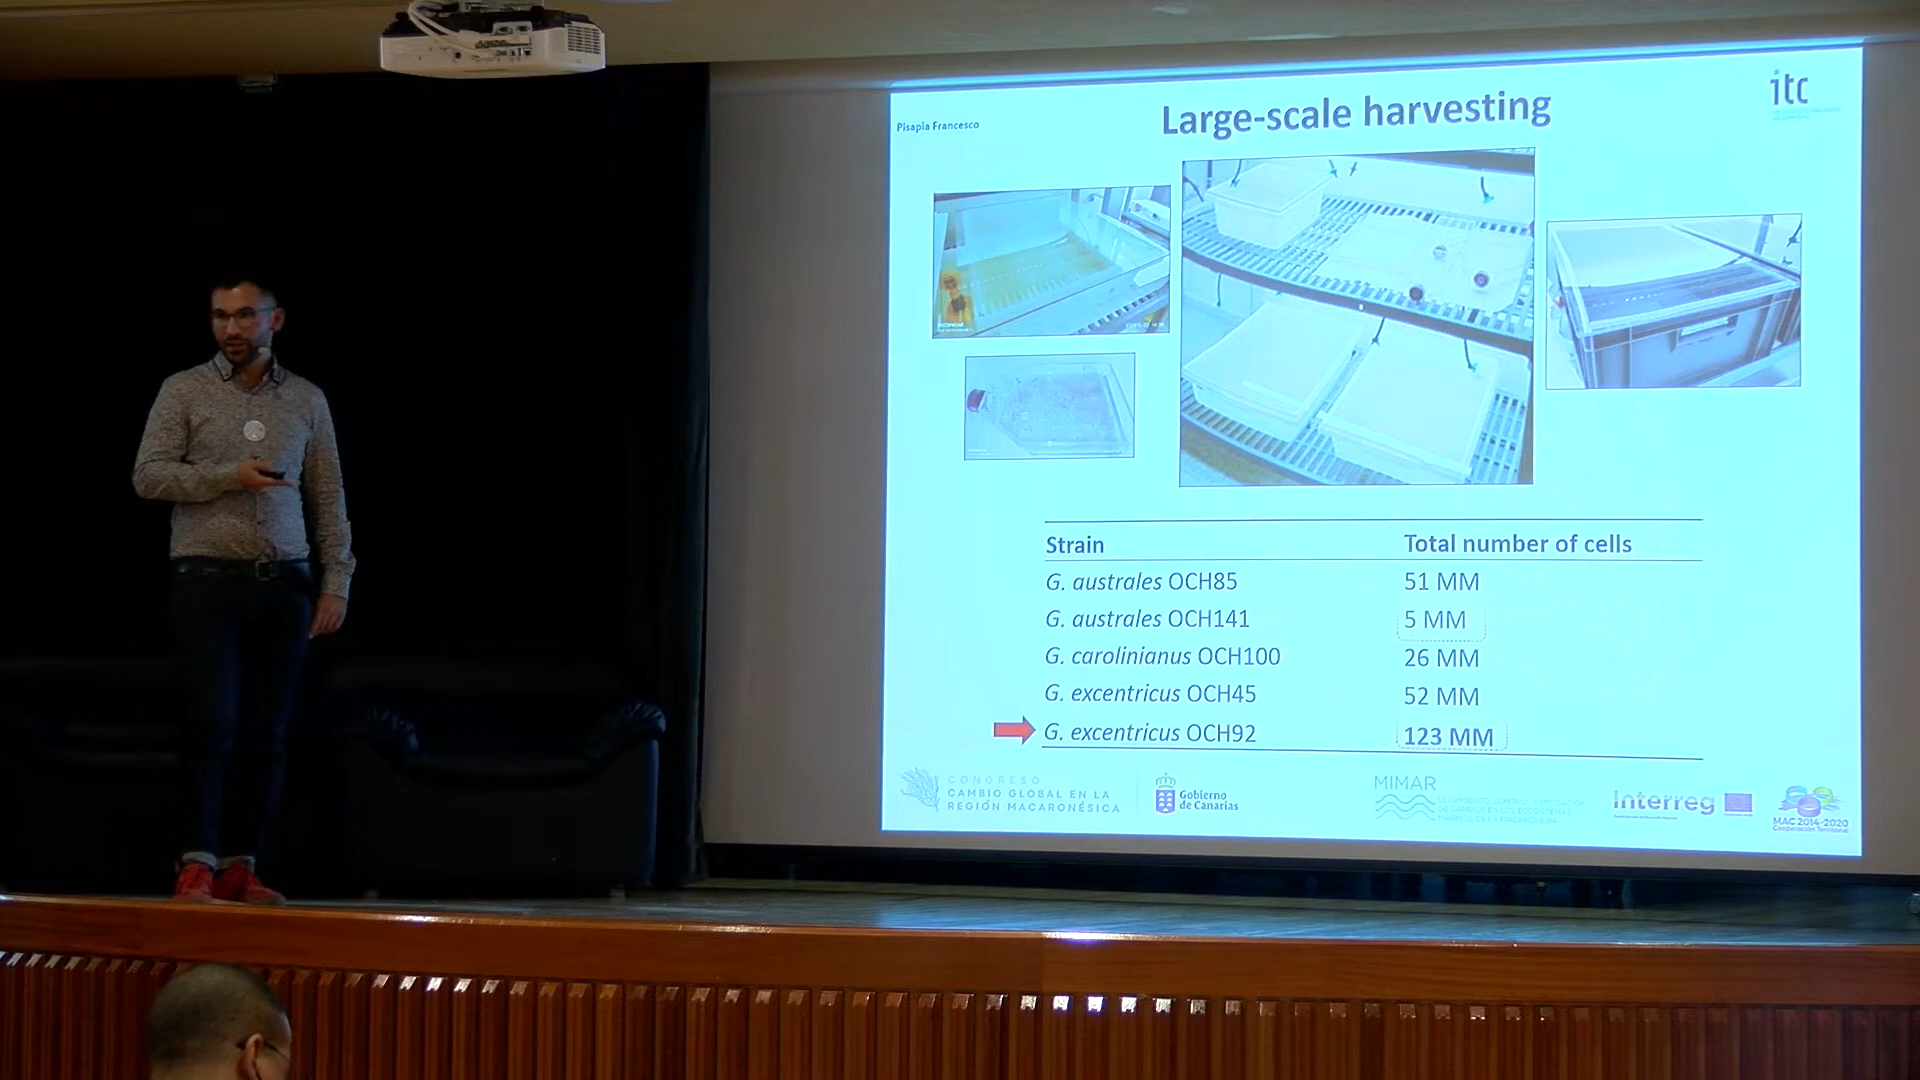 Pisapia Francesco
Large-scale harvesting
itc
Strain Total number of cells
G. australes OCH85 51 MM
G. australes OCH141 5 MM
G. carolinianus OCH100 26 MM
G. excentricus OCH45 52 MM
G. excentricus OCH92 123 MM
CONGRESO
CAMBIO GLOBAL EN LA
REGIÓN MACARONÉSICA
Gobierno
de Canarias
MIMAR
Interreg
MAC 2014-2020
Cooperación Territorial